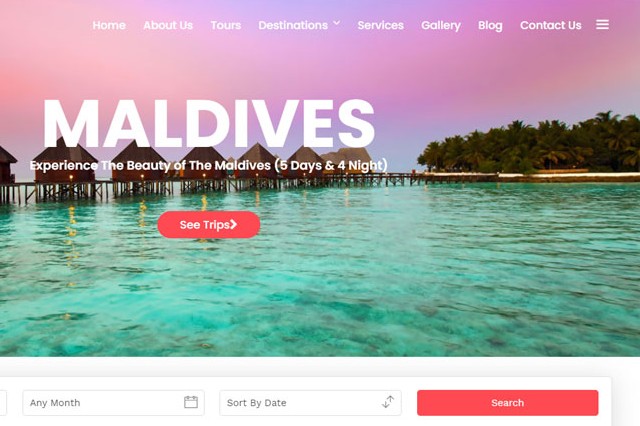 Home About Us Tours Destinations Services Gallery Blog Contact Us
MALDIVES
Experience The Beauty of The Maldives (5 Days & 4 Night)
See Trips
Any Month Sort By Date Search